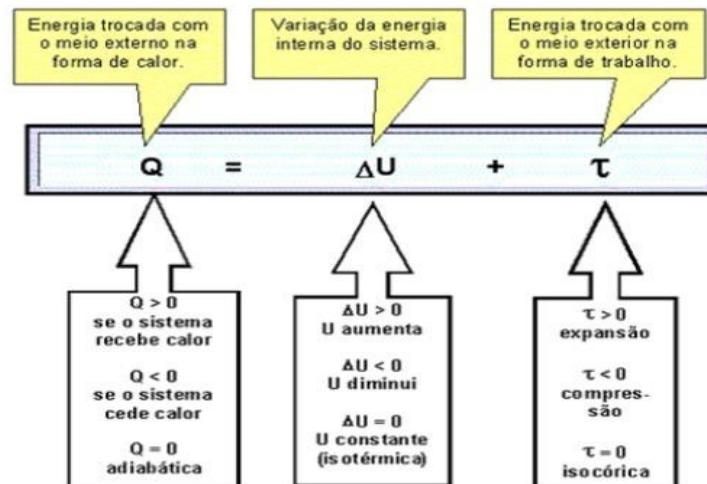 Energia trocada com
o meio externo na
forma de calor.
Variação da energia
interna do sistema.
Energia trocada com
o meio exterior na
forma de trabalho.
Q = ΔU + τ
Q > 0
se o sistema
recebe calor
Q < 0
se o sistema
cede calor
Q = 0
adiabática
ΔU > 0
U aumenta
ΔU < 0
U diminui
ΔU = 0
U constante
(isotérmica)
τ > 0
expansão
τ < 0
compres-
são
τ = 0
isocórica